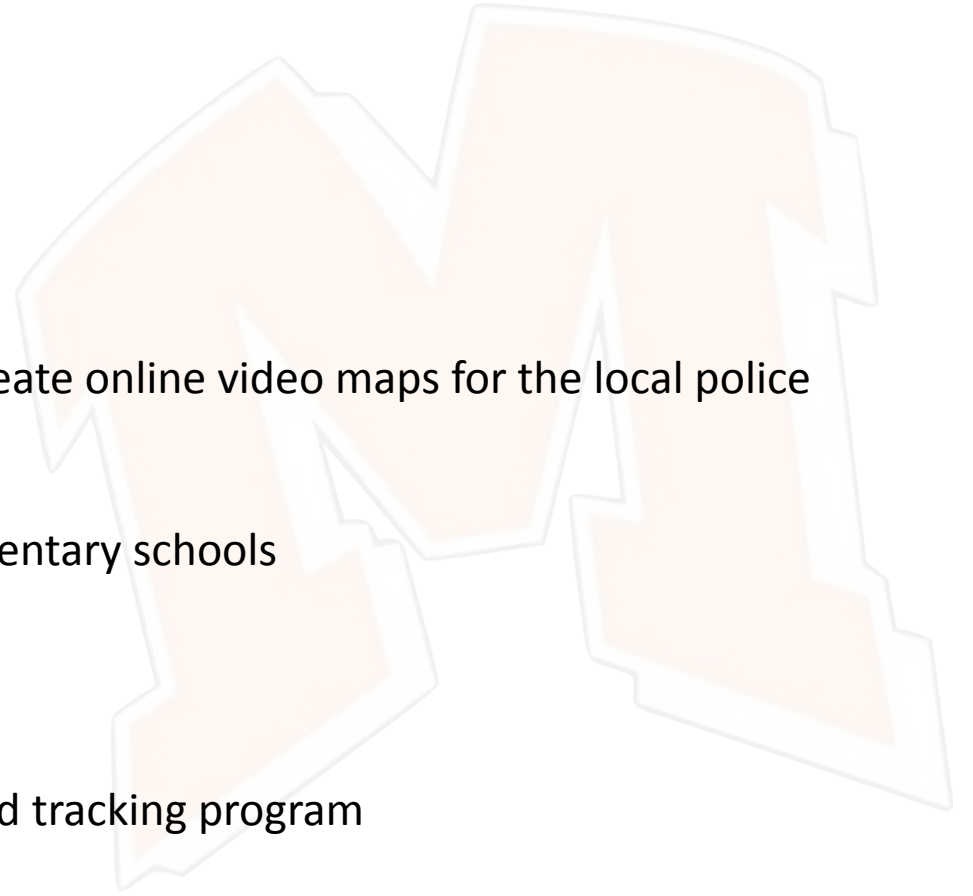 eate online video maps for the local police
entary schools
d tracking program